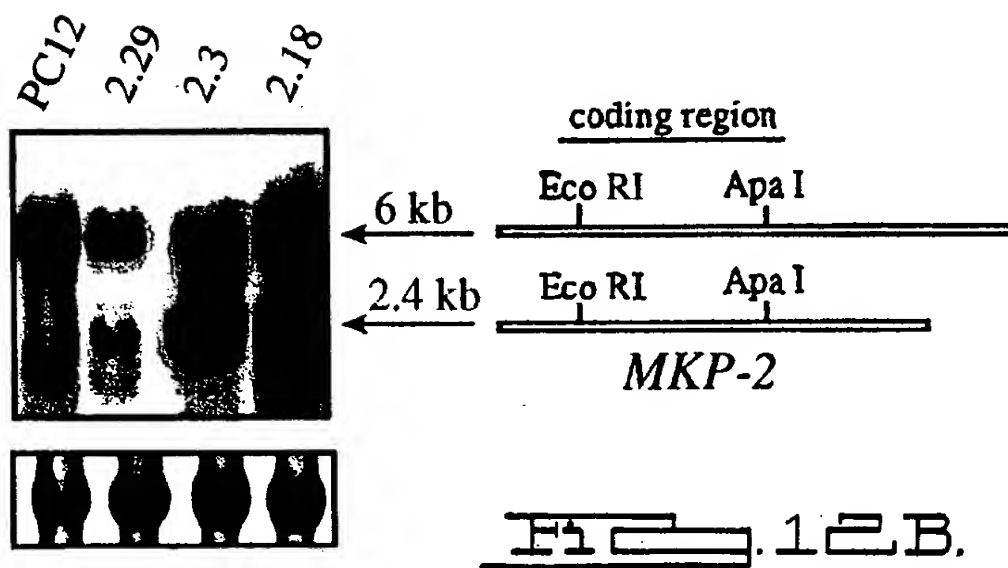 PC12 2.29 2.3 2.18
coding region
Eco RI Apa I
6 kb
Eco RI Apa I
2.4 kb
MKP-2
Fig. 12B.